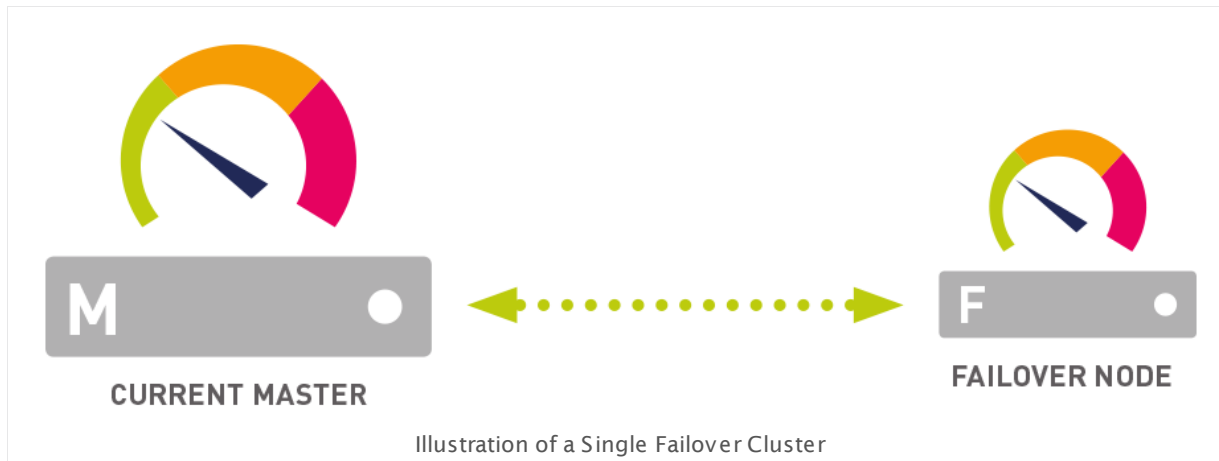 M
CURRENT MASTER
F
FAILOVER NODE
Illustration of a Single Failover Cluster